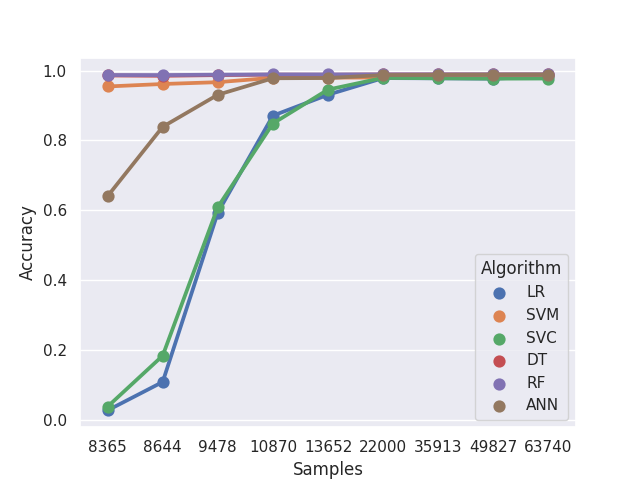 1.0
0.8
0.6
0.4
0.2
0.0
Accuracy
Algorithm
LR
SVM
SVC
DT
RF
ANN
8365 8644 9478 10870 13652 22000 35913 49827 63740
Samples